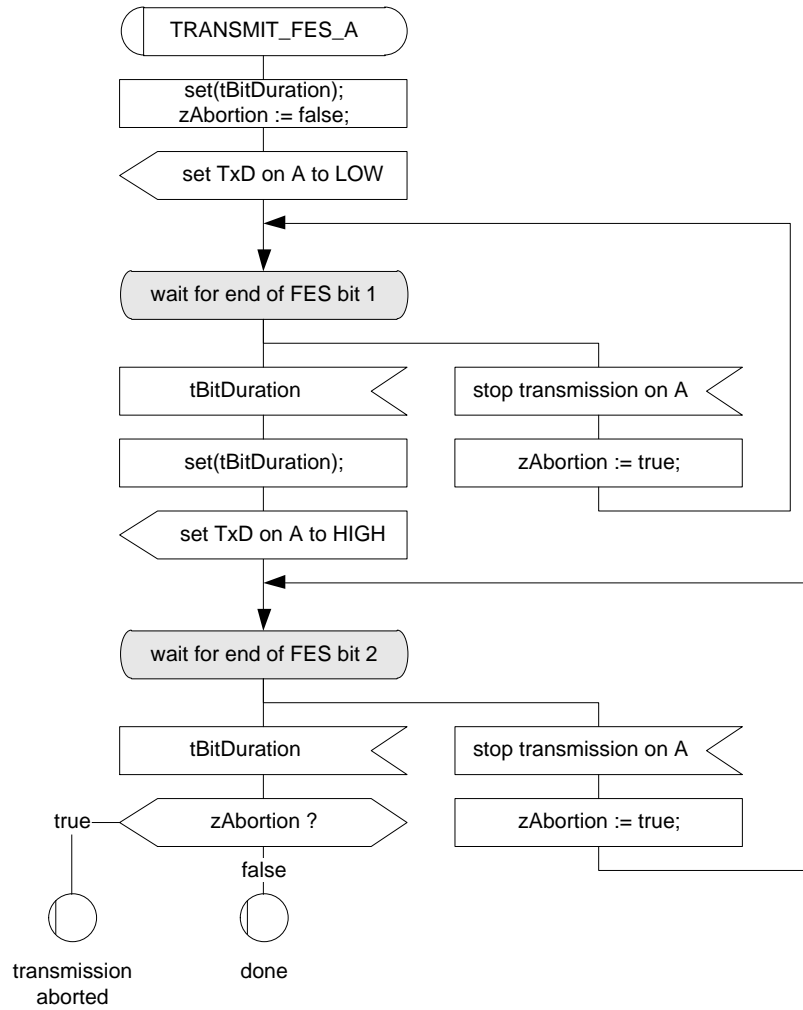 TRANSMIT_FES_A
set(tBitDuration);
zAbortion := false;
set TxD on A to LOW
wait for end of FES bit 1
tBitDuration
stop transmission on A
set(tBitDuration);
zAbortion := true;
set TxD on A to HIGH
wait for end of FES bit 2
tBitDuration
stop transmission on A
true
zAbortion ?
zAbortion := true;
false
transmission
aborted
done